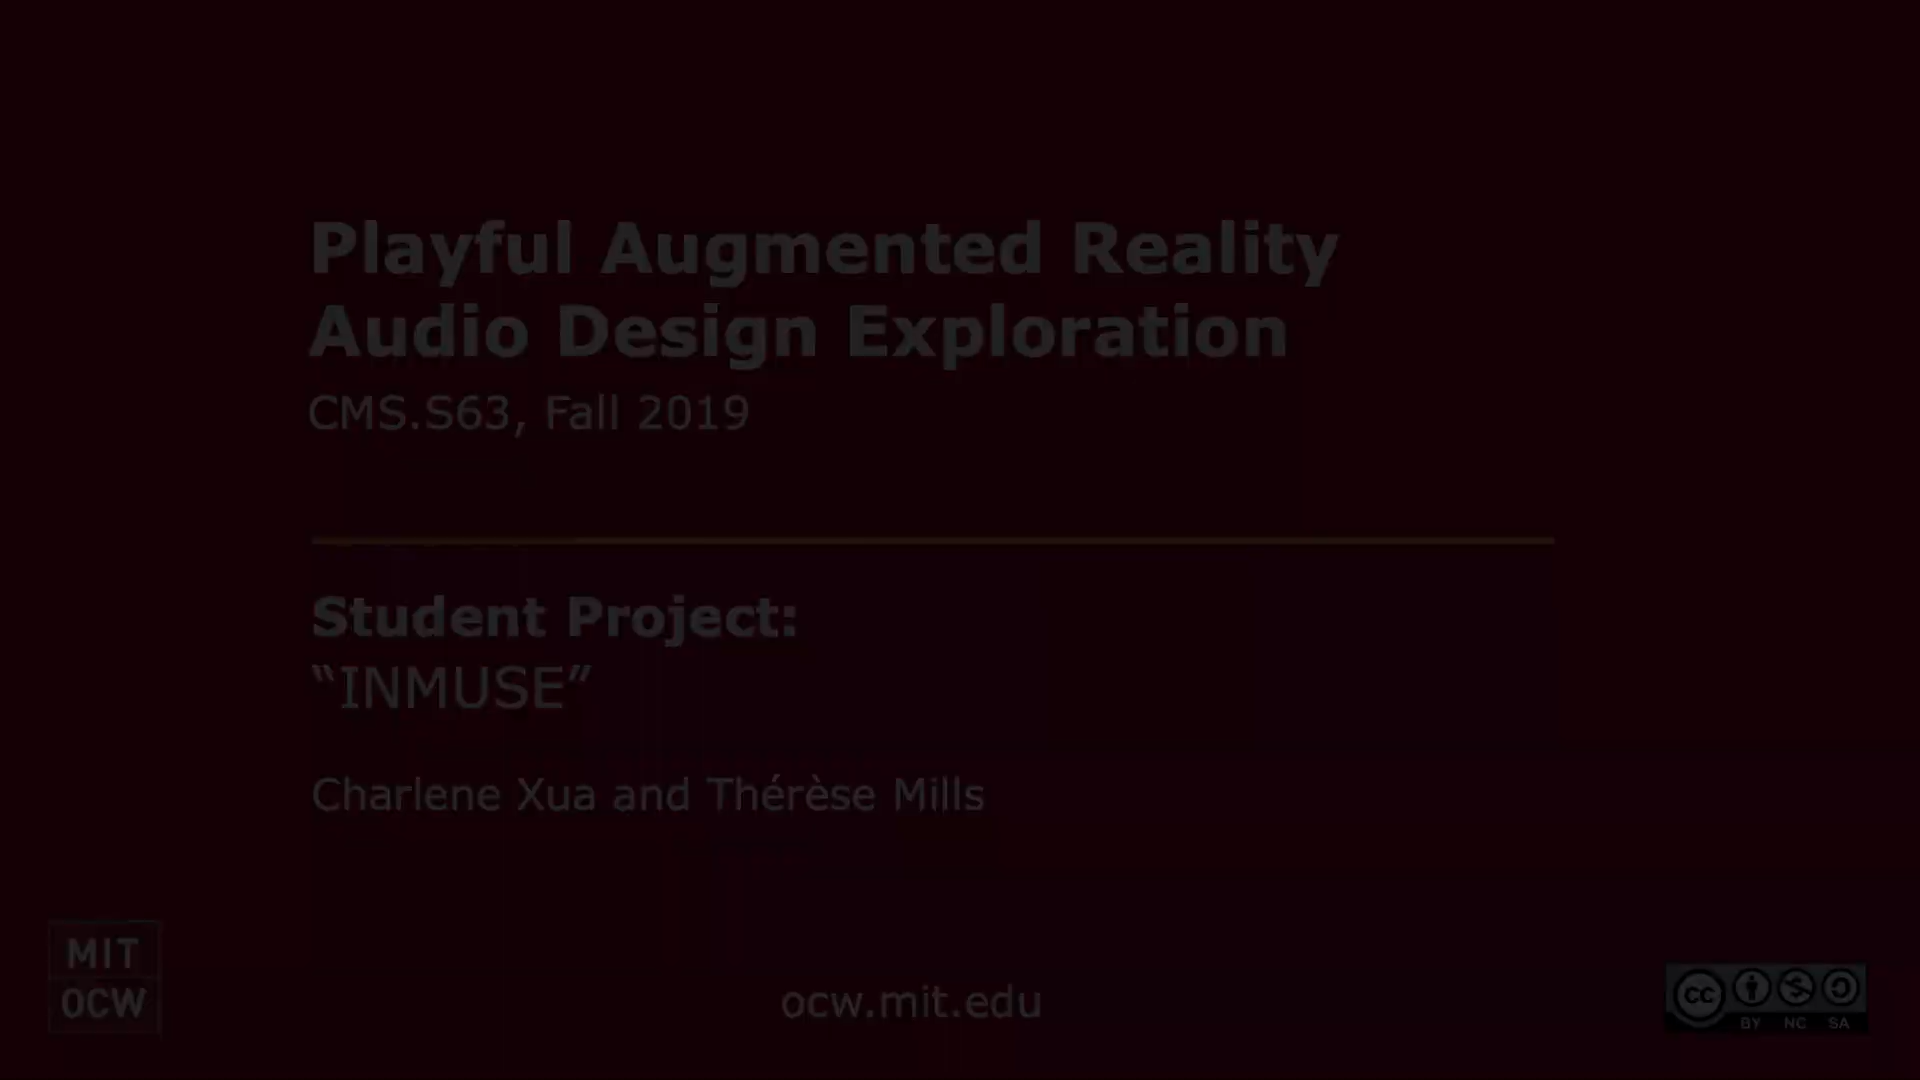 Playful Augmented Reality
Audio Design Exploration
CMS.S63, Fall 2019
Student Project:
“INMUSE”
Charlene Xua and Thérèse Mills
MIT
OCW
ocw.mit.edu
cc
BY NC SA